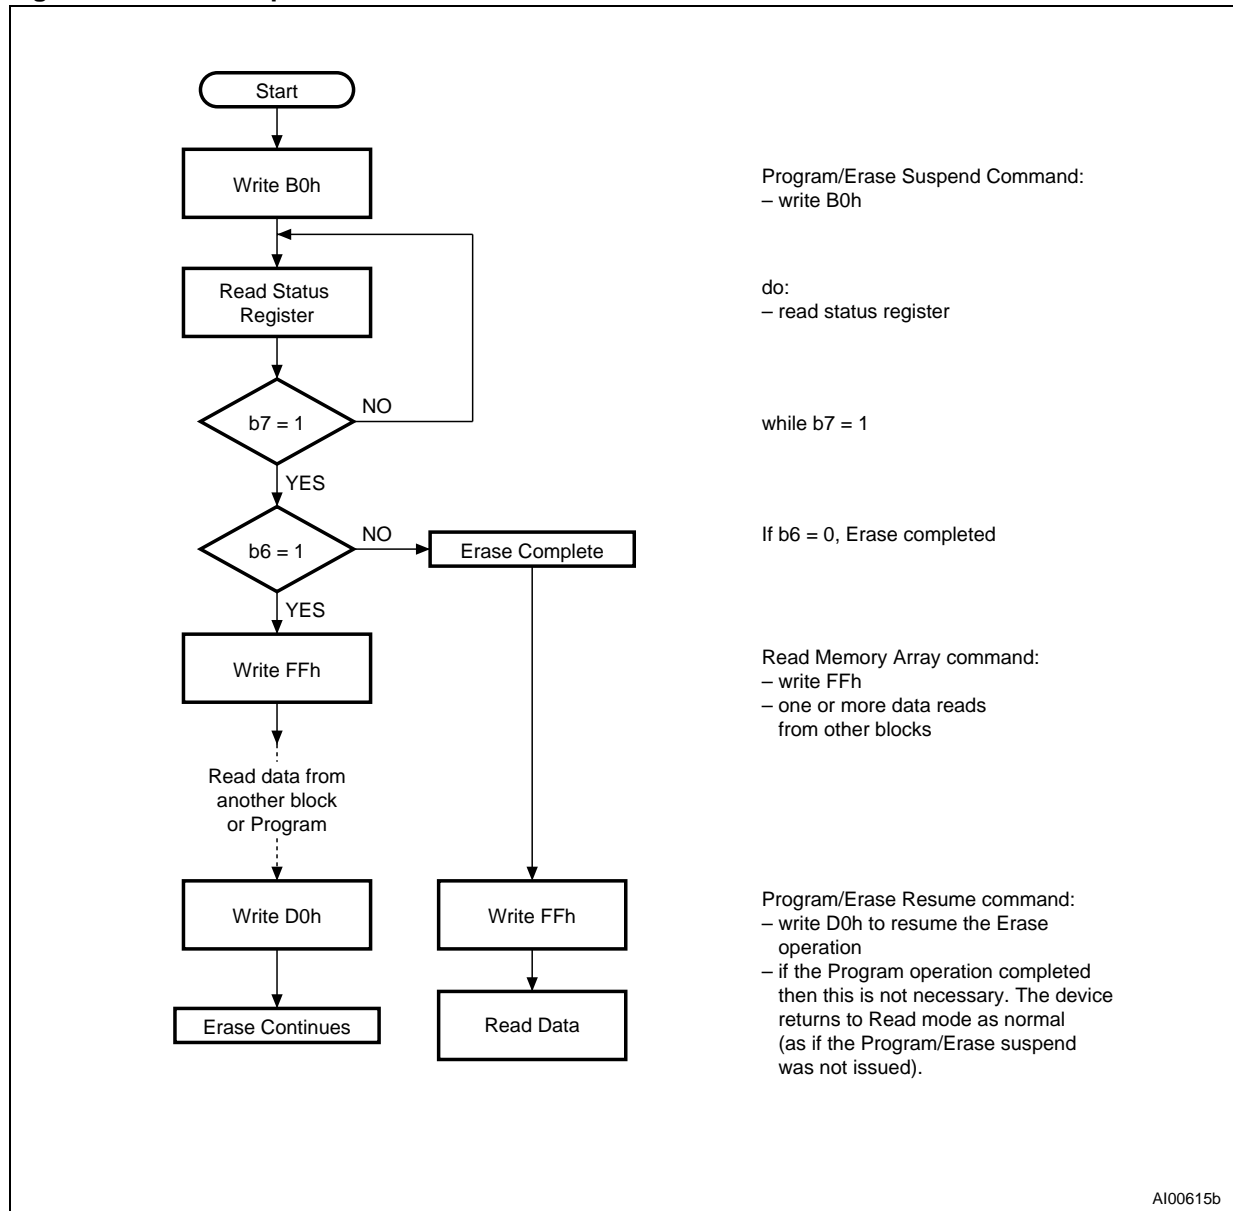 Start
Write B0h
Program/Erase Suspend Command:
– write B0h
Read Status
Register
do:
– read status register
b7 = 1
NO
while b7 = 1
YES
b6 = 1
NO
Erase Complete
If b6 = 0, Erase completed
YES
Write FFh
Read Memory Array command:
– write FFh
– one or more data reads
from other blocks
Read data from
another block
or Program
Write D0h
Write FFh
Program/Erase Resume command:
– write D0h to resume the Erase
operation
– if the Program operation completed
then this is not necessary. The device
returns to Read mode as normal
(as if the Program/Erase suspend
was not issued).
Erase Continues
Read Data
AI00615b